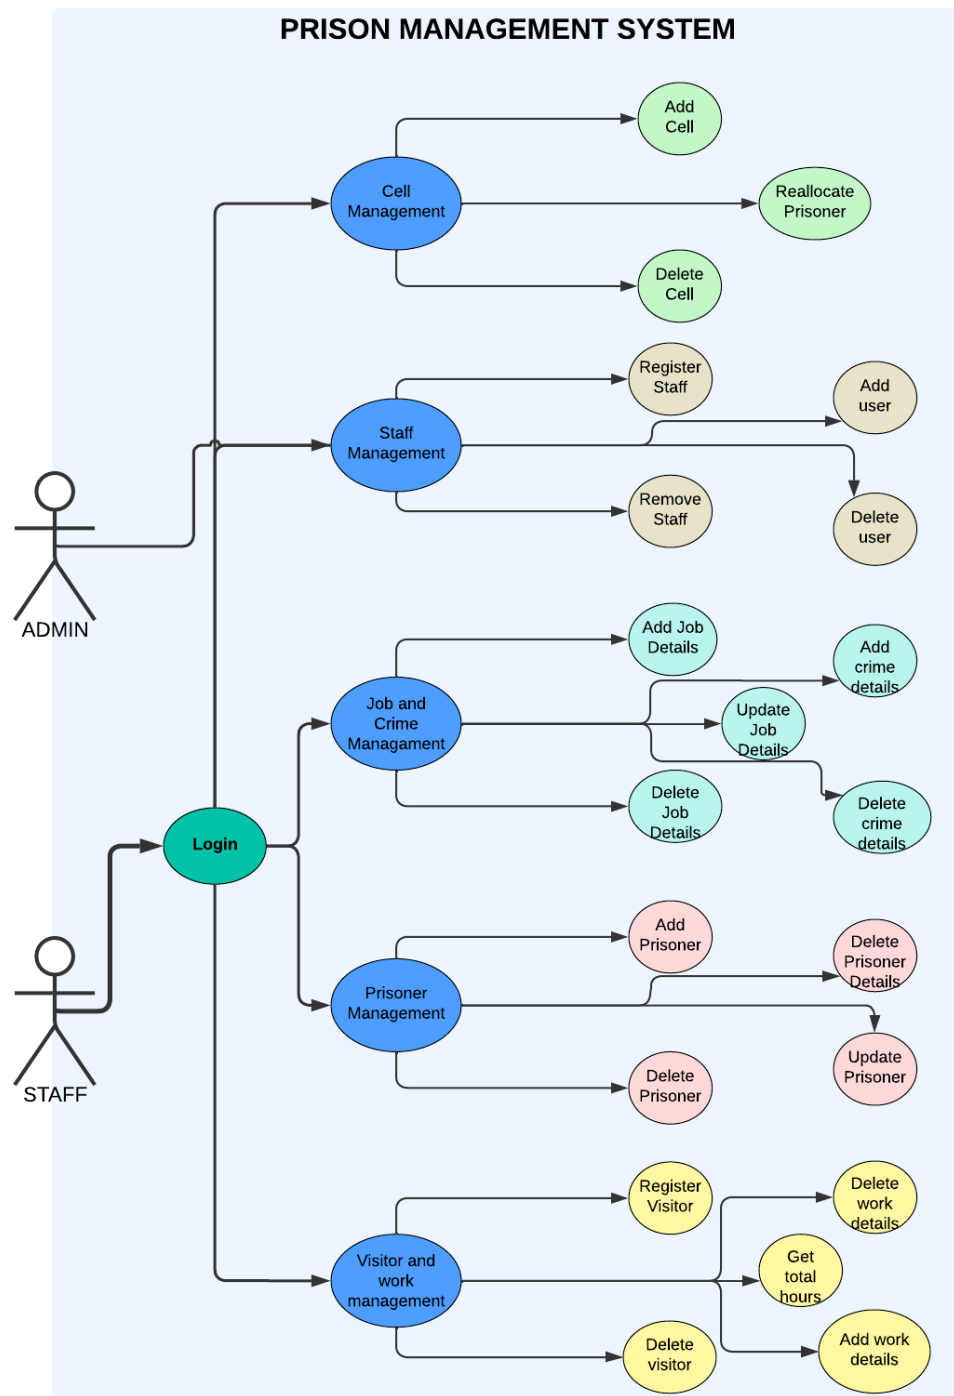 PRISON MANAGEMENT SYSTEM
Add
Cell
Cell
Management
Reallocate
Prisoner
Delete
Cell
Register
Staff
Add
user
Staff
Management
Remove
Staff
Delete
user
ADMIN
Add Job
Details
Add
crime
details
Job and
Crime
Managament
Update
Job
Details
Delete
Job
Details
Delete
crime
details
Login
Add
Prisoner
Delete
Prisoner
Details
Prisoner
Management
Update
Prisoner
Delete
Prisoner
STAFF
Register
Visitor
Delete
work
details
Visitor and
work
management
Get
total
hours
Delete
visitor
Add work
details